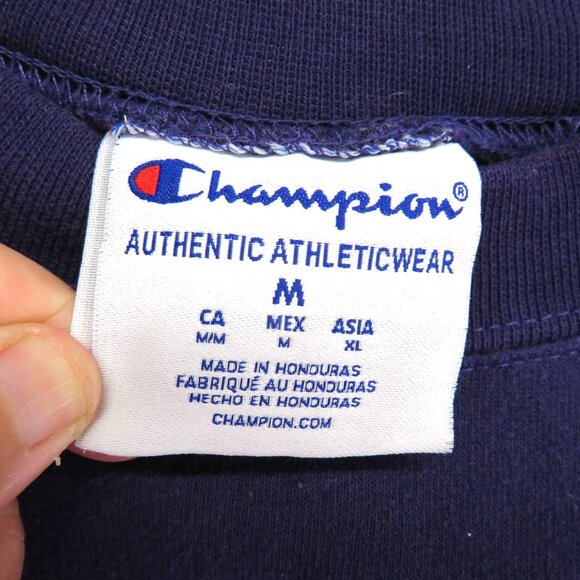 Champion®
AUTHENTIC ATHLETICWEAR
M
CA MEX ASIA
M/M M XL
MADE IN HONDURAS
FABRIQUÉ AU HONDURAS
HECHO EN HONDURAS
CHAMPION.COM